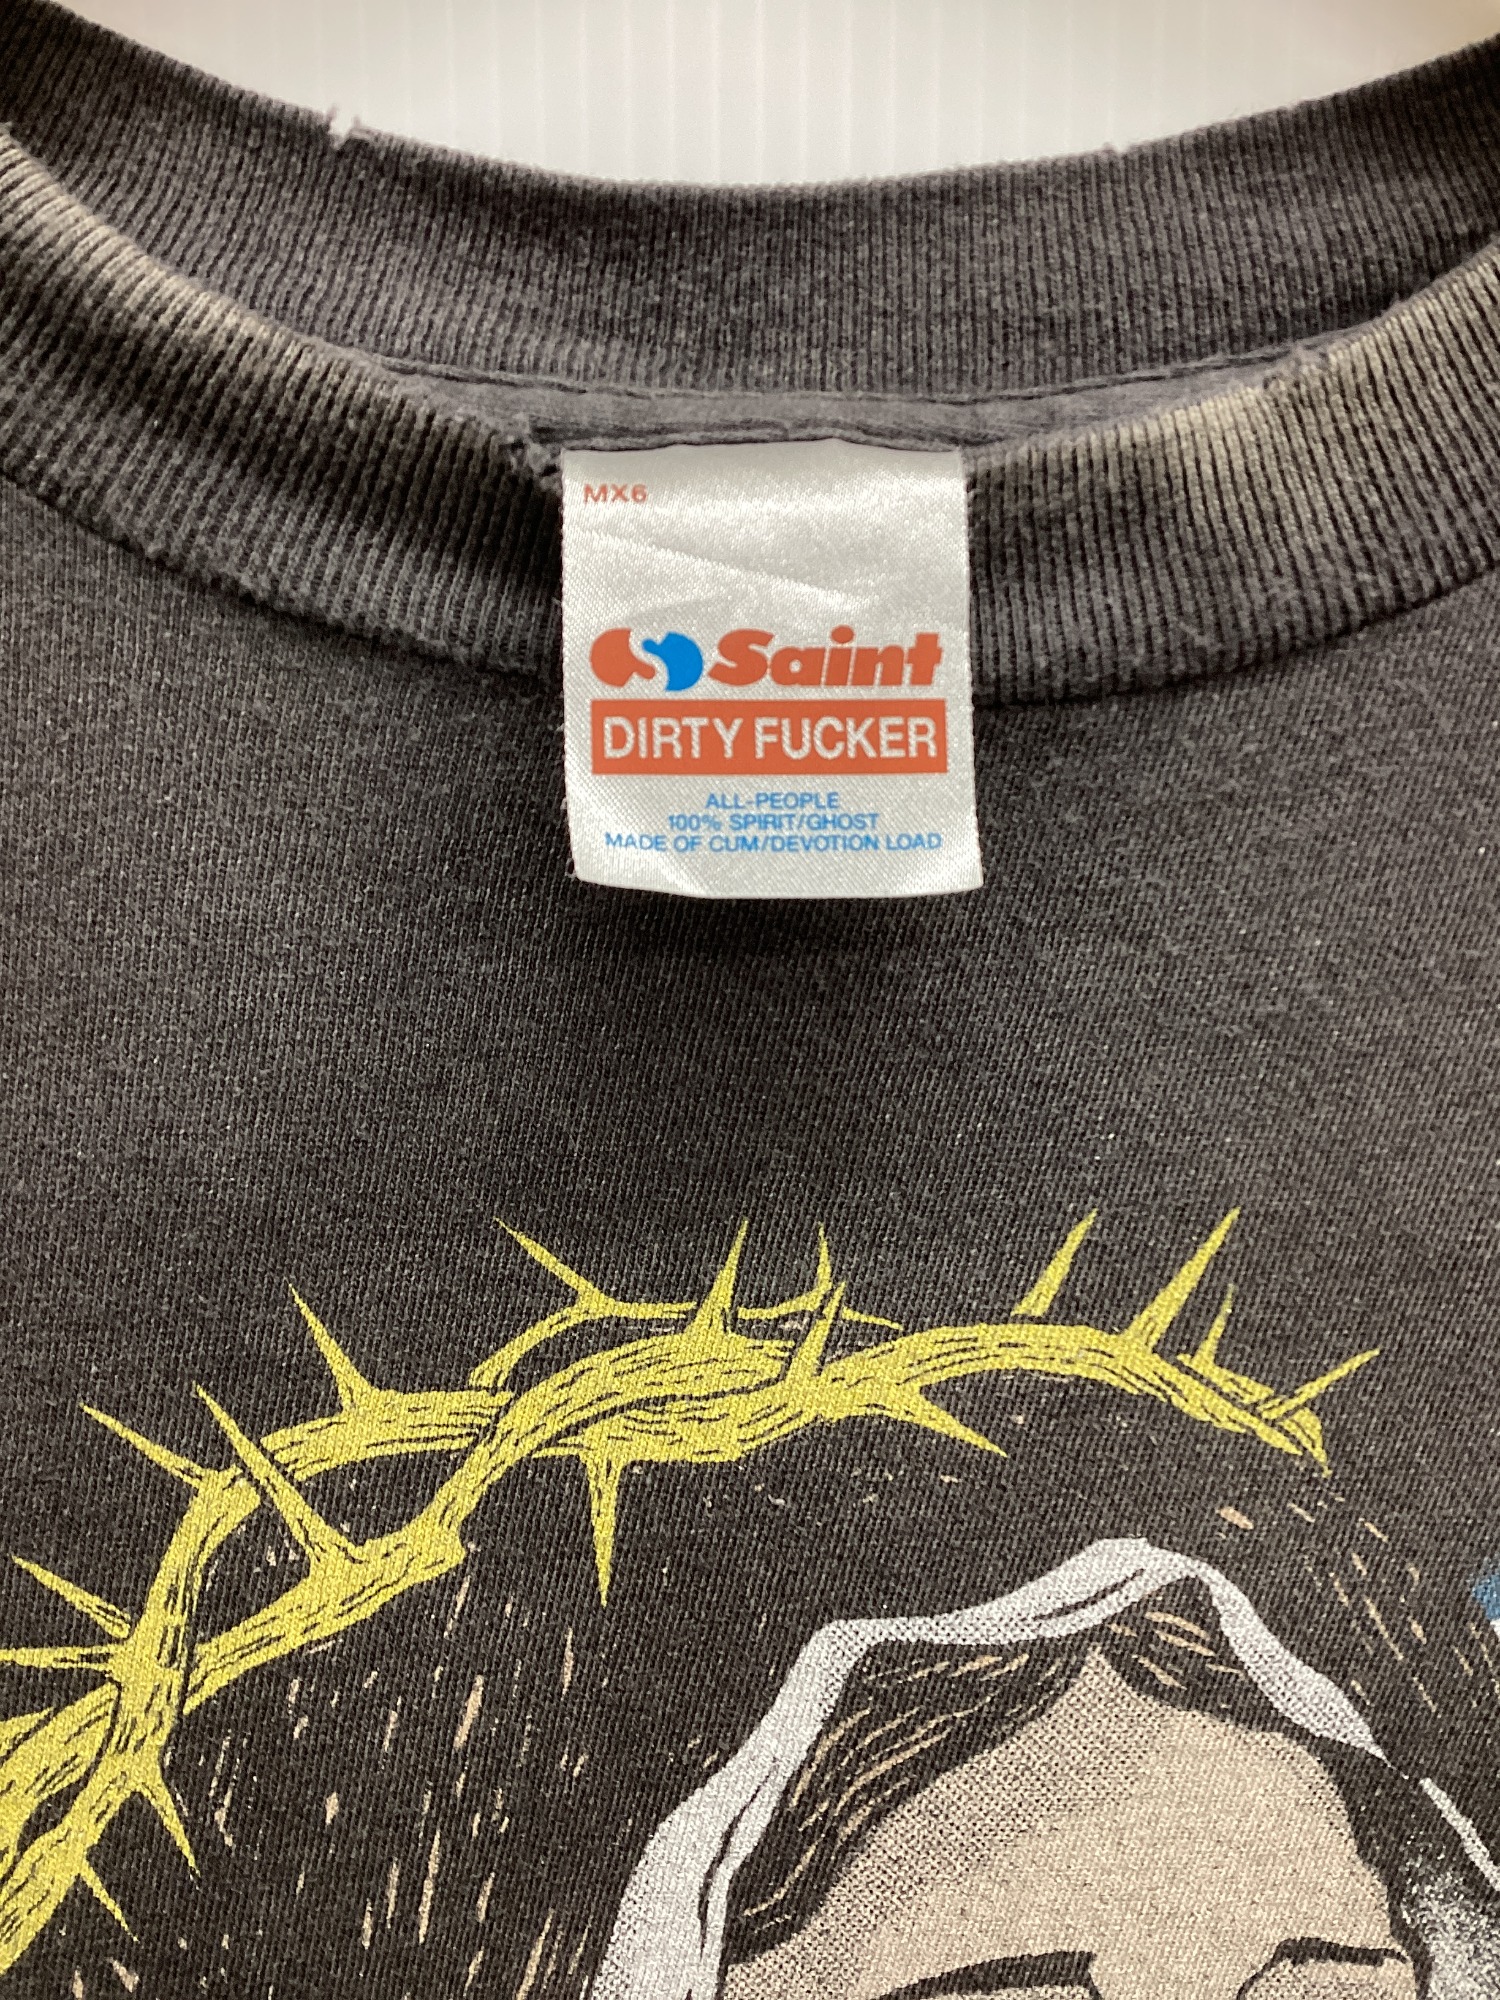 MX6
Saint
DIRTY FUCKER
ALL-PEOPLE
100% SPIRIT/GHOST
MADE OF CUM/DEVOTION LOAD